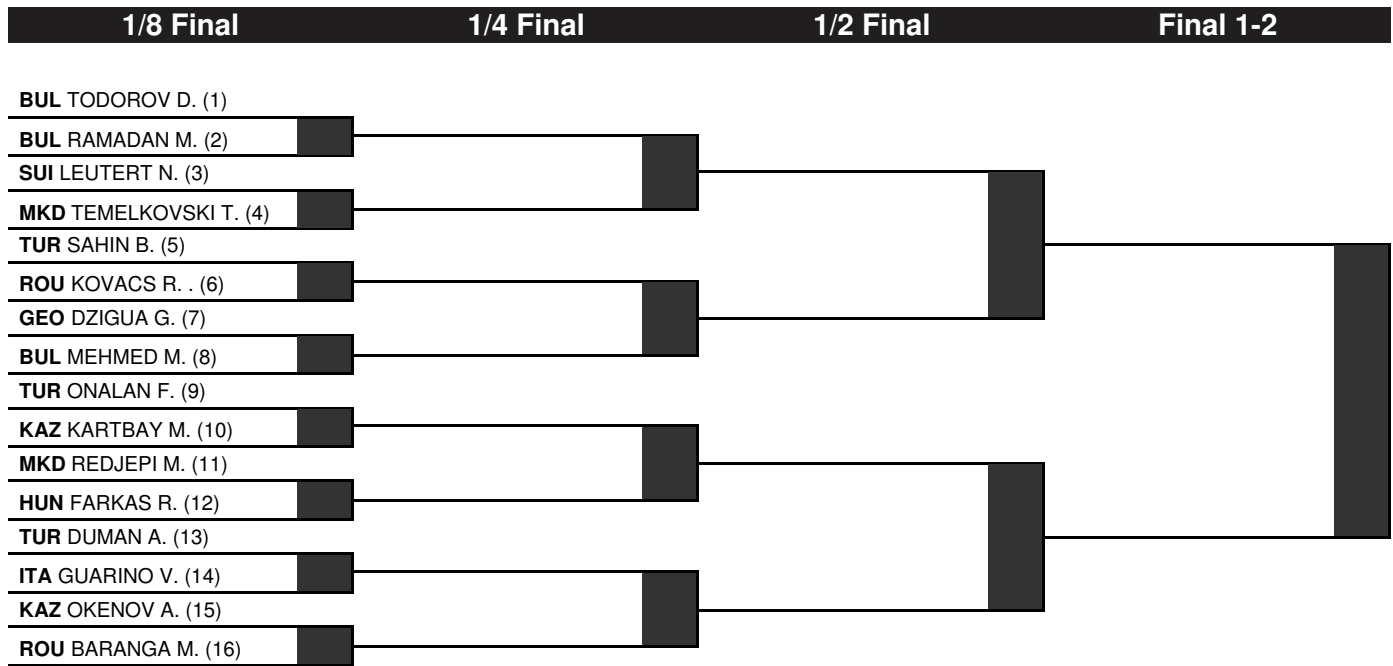 1/8 Final 1/4 Final 1/2 Final Final 1-2
BUL TODOROV D. (1)
BUL RAMADAN M. (2)
SUI LEUTERT N. (3)
MKD TEMELKOVSKI T. (4)
TUR SAHIN B. (5)
ROU KOVACS R. . (6)
GEO DZIGUA G. (7)
BUL MEHMED M. (8)
TUR ONALAN F. (9)
KAZ KARTBAY M. (10)
MKD REDJEPI M. (11)
HUN FARKAS R. (12)
TUR DUMAN A. (13)
ITA GUARINO V. (14)
KAZ OKENOV A. (15)
ROU BARANGA M. (16)